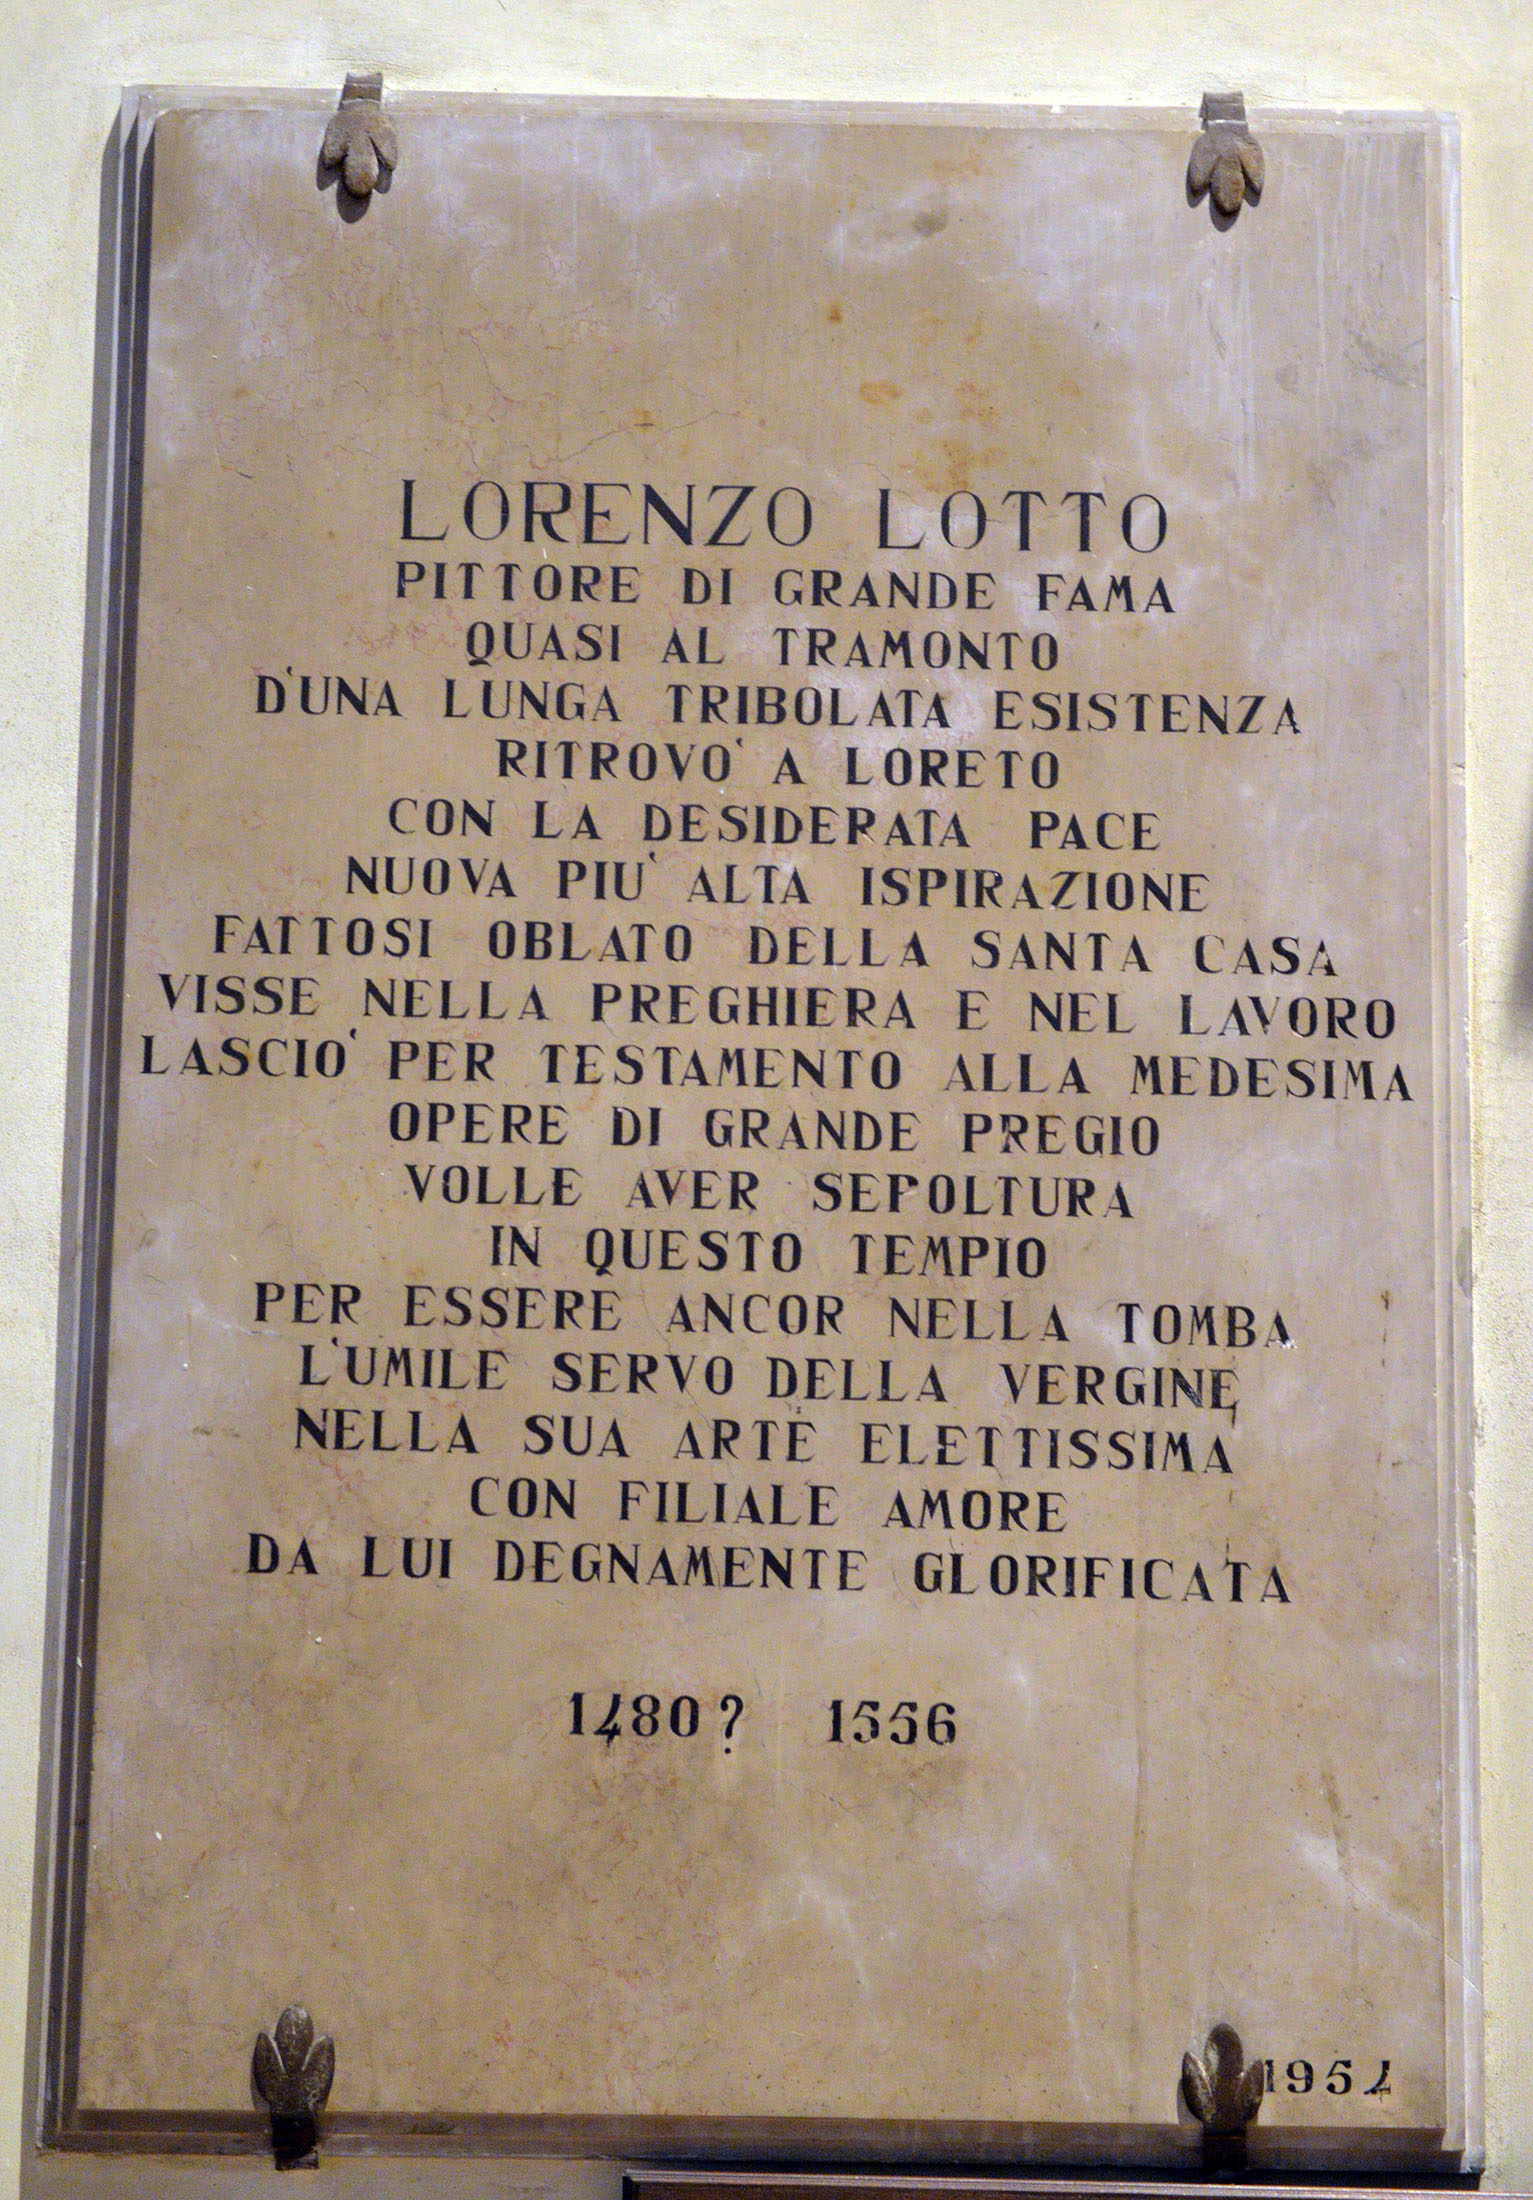 LORENZO LOTTO
PITTORE DI GRANDE FAMA
QUASI AL TRAMONTO
D'UNA LUNGA TRIBOLATA ESISTENZA
RITROVO' A LORETO
CON LA DESIDERATA PACE
NUOVA PIU' ALTA ISPIRAZIONE
FATTOSI OBLATO DELLA SANTA CASA
VISSE NELLA PREGHIERA E NEL LAVORO
LASCIO' PER TESTAMENTO ALLA MEDESIMA
OPERE DI GRANDE PREGIO
VOLLE AVER SEPOLTURA
IN QUESTO TEMPIO
PER ESSERE ANCOR NELLA TOMBA
L'UMILE SERVO DELLA VERGINE
NELLA SUA ARTE ELETTISSIMA
CON FILIALE AMORE
DA LUI DEGNAMENTE GLORIFICATA
1480? 1556
1954